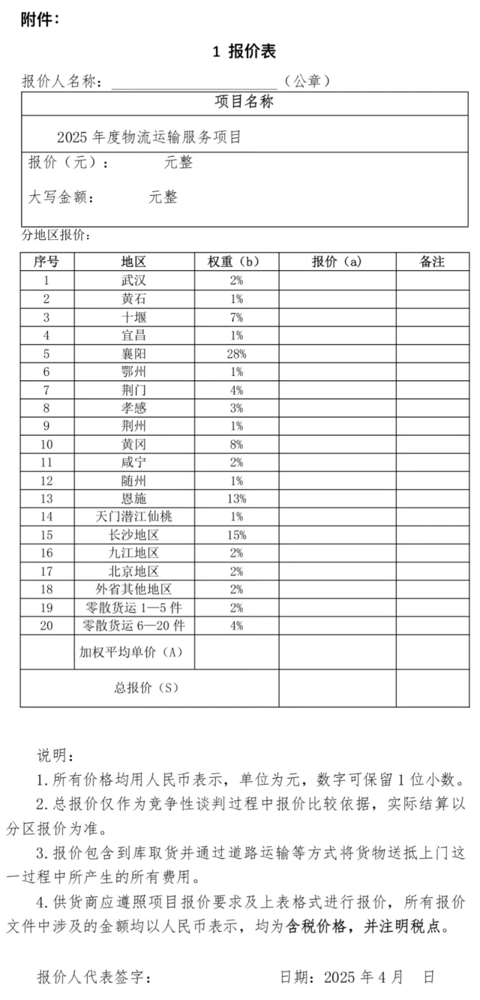 附件：
1 报价表
报价人名称：____________________（公章）
项目名称
2025 年度物流运输服务项目
报价（元）： 元整
大写金额： 元整
分地区报价：
序号 地区 权重（b） 报价（a） 备注
1 武汉 2%
2 黄石 1%
3 十堰 7%
4 宜昌 1%
5 襄阳 28%
6 鄂州 1%
7 荆门 4%
8 孝感 3%
9 荆州 1%
10 黄冈 8%
11 咸宁 2%
12 随州 1%
13 恩施 13%
14 天门潜江仙桃 1%
15 长沙地区 15%
16 九江地区 2%
17 北京地区 2%
18 外省其他地区 2%
19 零散货运 1—5 件 2%
20 零散货运 6—20 件 4%
加权平均单价（A）
总报价（S）
说明：
1.所有价格均用人民币表示，单位为元，数字可保留 1 位小数。
2.总报价仅作为竞争性谈判过程中报价比较依据，实际结算以
分区报价为准。
3.报价包含到库取货并通过道路运输等方式将货物送抵上门这
一过程中所产生的所有费用。
4.供货商应遵照项目报价要求及上表格式进行报价，所有报价
文件中涉及的金额均以人民币表示，均为含税价格，并注明税点。
报价人代表签字： 日期：2025 年 4 月 日